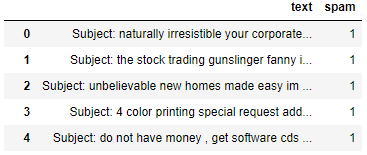 text spam
0 Subject: naturally irresistible your corporate... 1
1 Subject: the stock trading gunslinger fanny i... 1
2 Subject: unbelievable new homes made easy im ... 1
3 Subject: 4 color printing special request add... 1
4 Subject: do not have money , get software cds ... 1